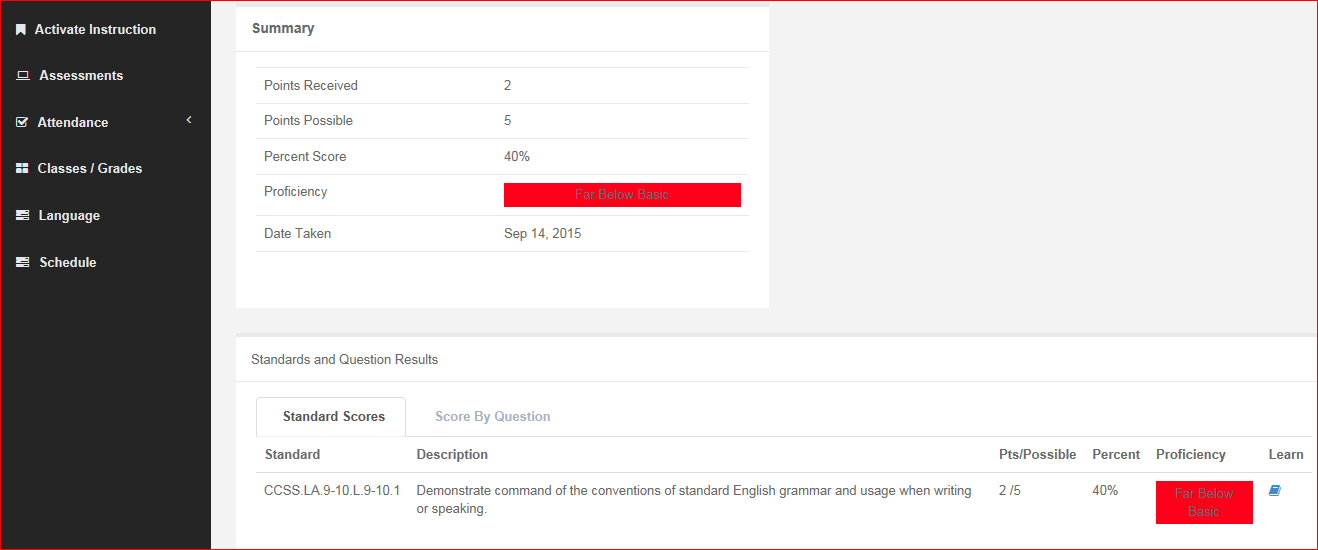 Activate Instruction
Assessments
Attendance
Classes / Grades
Language
Schedule
Summary
Points Received 2
Points Possible 5
Percent Score 40%
Proficiency Far Below Basic
Date Taken Sep 14, 2015
Standards and Question Results
Standard Scores Score By Question
Standard Description Pts/Possible Percent Proficiency Learn
CCSS.LA.9-10.L.9-10.1 Demonstrate command of the conventions of standard English grammar and usage when writing 2 /5 40% Far Below
or speaking. Basic